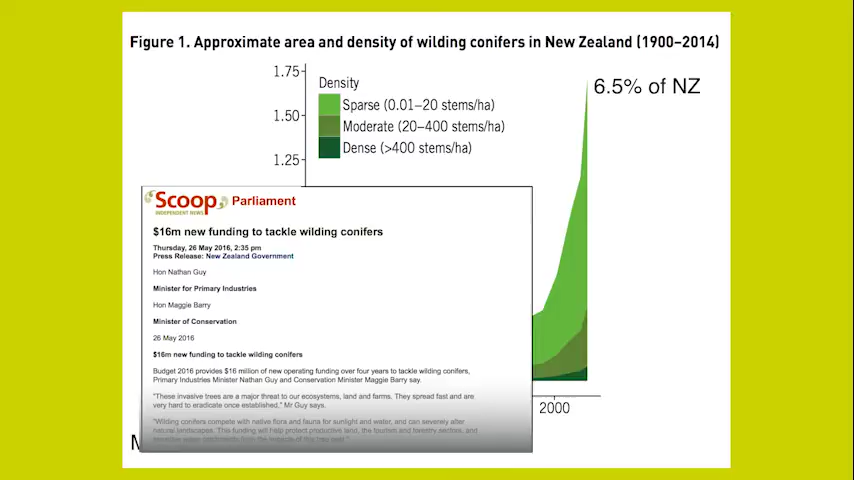 Figure 1. Approximate area and density of wilding conifers in New Zealand (1900–2014)
1.75
6.5% of NZ
Density
Sparse (0.01–20 stems/ha)
1.50
Moderate (20–400 stems/ha)
Dense (>400 stems/ha)
1.25
Scoop Parliament
INDEPENDENT NEWS
$16m new funding to tackle wilding conifers
Thursday, 26 May 2016, 2:35 pm
Press Release: New Zealand Government
Hon Nathan Guy
Minister for Primary Industries
Hon Maggie Barry
Minister of Conservation
26 May 2016
$16m new funding to tackle wilding conifers
Budget 2016 provides $16 million of new operating funding over four years to tackle wilding conifers,
Primary Industries Minister Nathan Guy and Conservation Minister Maggie Barry say.
"These invasive trees are a major threat to our ecosystems, land and farms. They spread fast and are
very hard to eradicate once established," Mr Guy says.
"Wilding conifers compete with native flora and fauna for sunlight and water, and can severely alter
natural landscapes. This funding will help protect productive land, the tourism and forestry sectors, and
2000